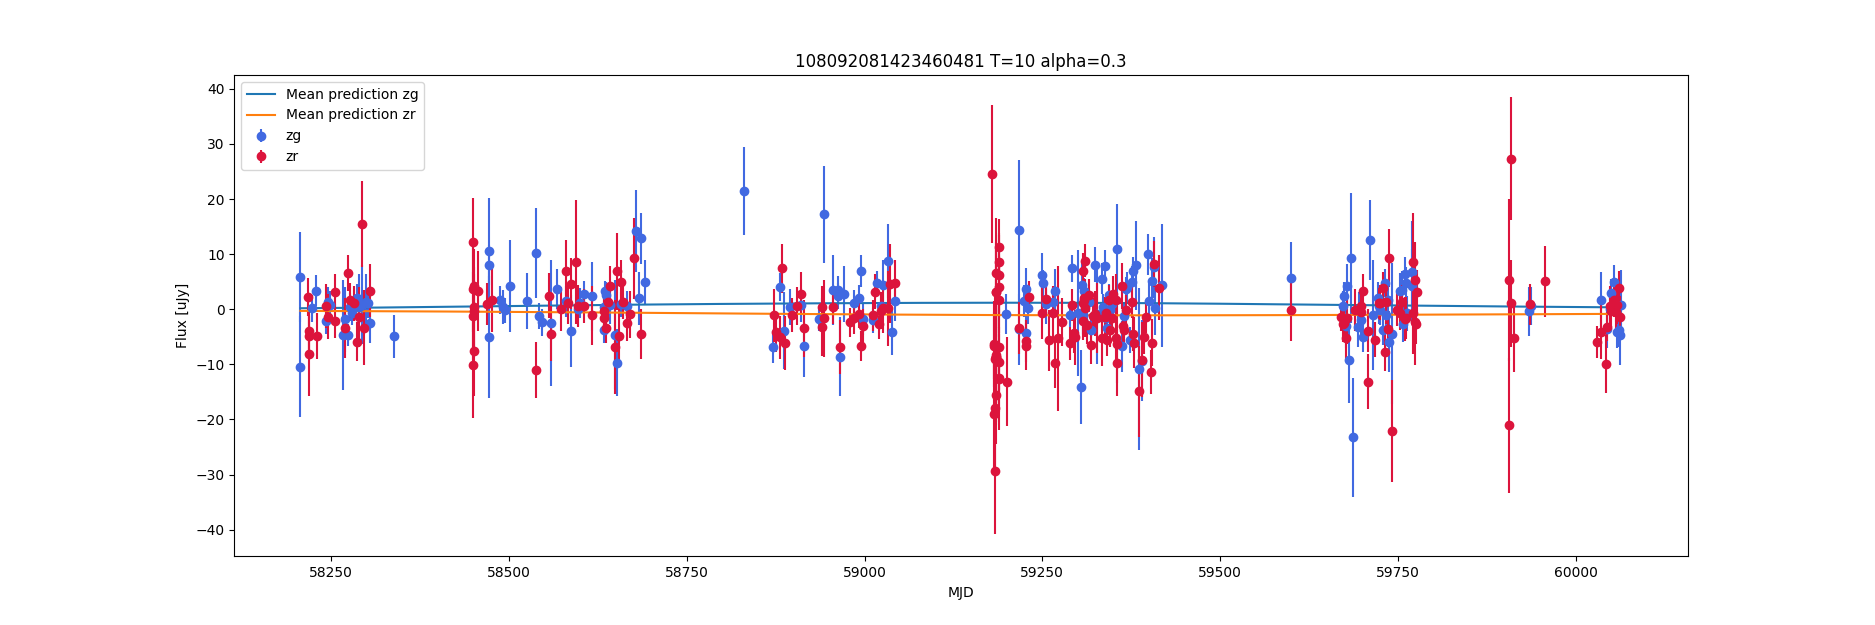 108092081423460481 T=10 alpha=0.3
Mean prediction zg
Mean prediction zr
zg
zr
Flux [uJy]
40
30
20
10
0
−10
−20
−30
−40
58250 58500 58750 59000 59250 59500 59750 60000
MJD